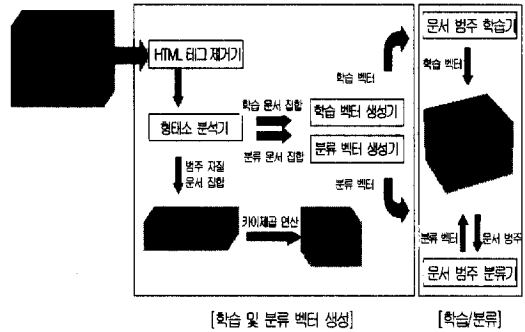 HTML 태그 제거기
형태소 분석기
학습 문서 집합
분류 문서 집합
학습 벡터 생성기
분류 벡터 생성기
학습 벡터
분류 벡터
범주 자질
문서 집합
카이제곱 연산
[학습 및 분류 벡터 생성]
문서 범주 학습기
학습 벡터
분류 벡터
문서 범주
문서 범주 분류기
[학습/분류]